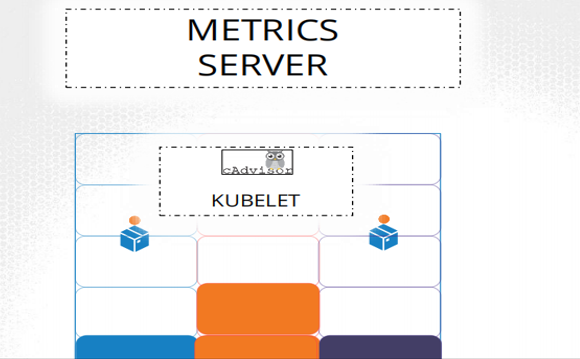 METRICS
SERVER
cAdvisor
KUBELET